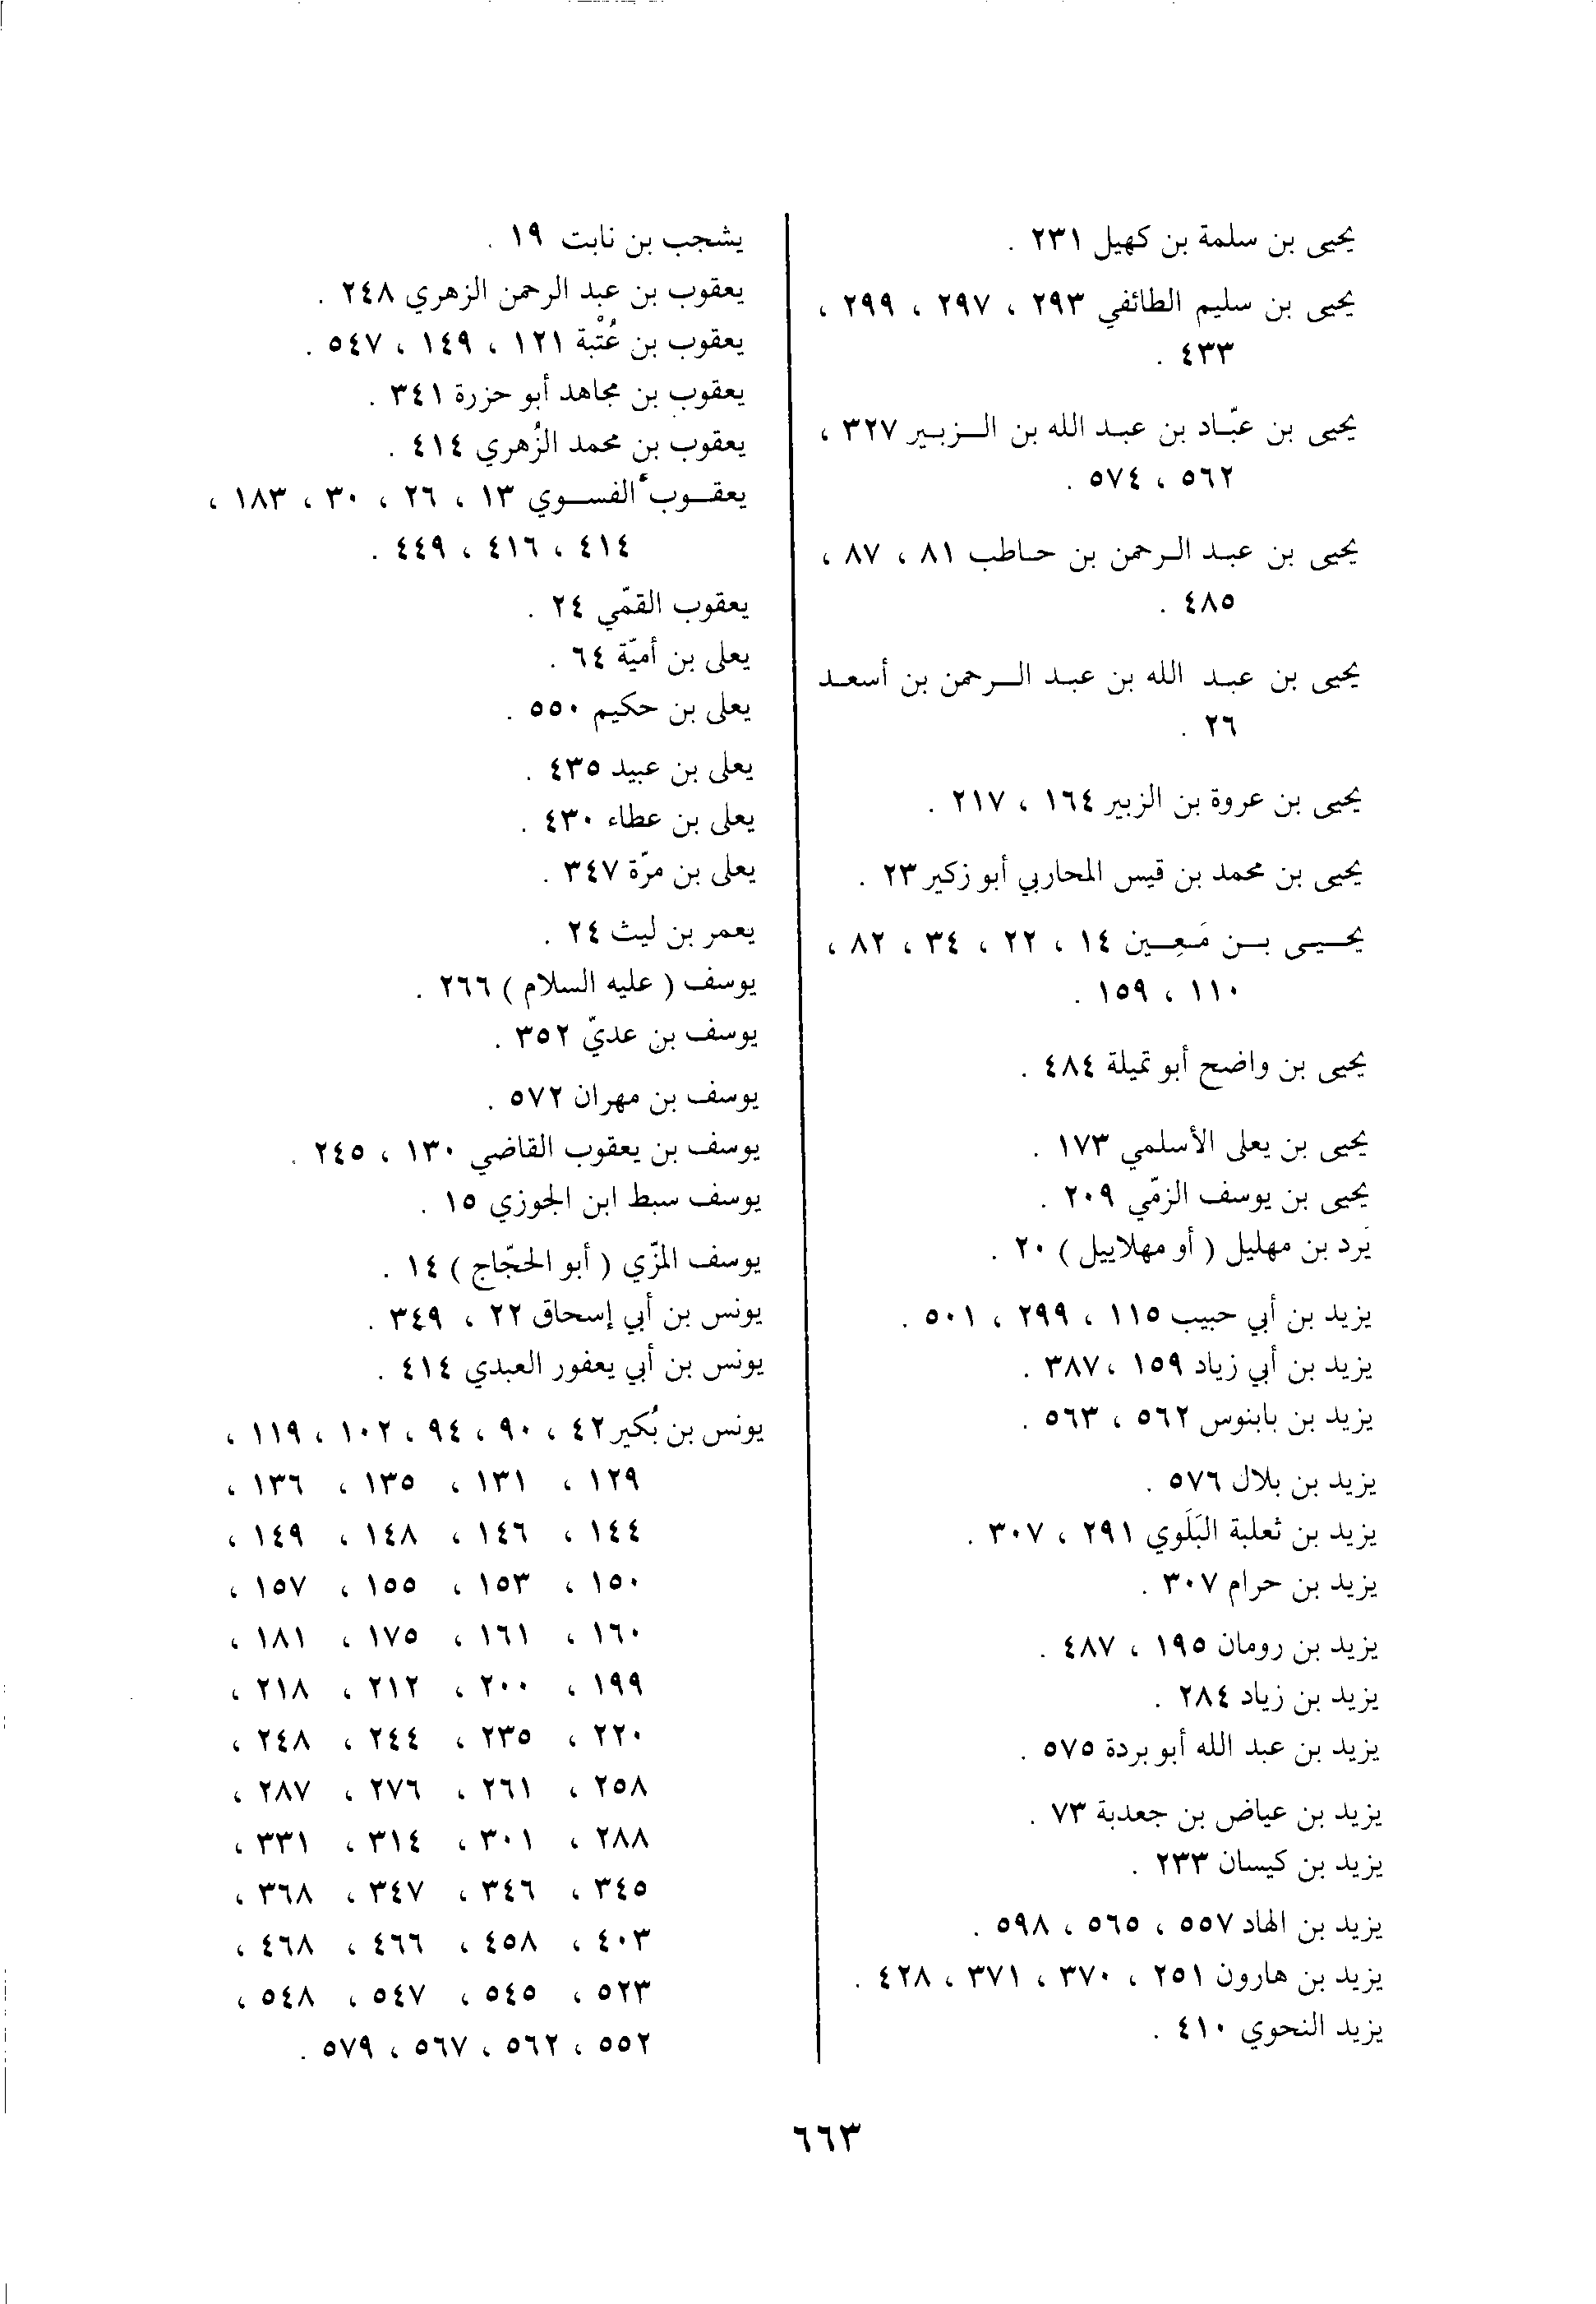 يحيى بن سلمة بن كهيل ٢٣١ .
يحيى بن سليم الطائفي ٢٩٣ ، ٢٩٧ ، ٢٩٩ ،
٤٣٣ .
يحيى بن عبّاد بن عبد الله بن الزبير ٣٢٧ ،
٥٦٢ ، ٥٧٤ .
يحيى بن عبد الرحمن بن حاطب ٨١ ، ٨٧ ،
٤٨٥ .
يحيى بن عبد الله بن عبد الرحمن بن أسعد
٢٦ .
يحيى بن عروة بن الزبير ١٦٤ ، ٢١٧ .
يحيى بن محمد بن قيس المحاربي أبو زكير ٢٣ .
يحيى بن مَعِين ١٤ ، ٢٢ ، ٣٤ ، ٨٢ ،
١١٠ ، ١٥٩ .
يحيى بن واضح أبو تميلة ٤٨٤ .
يحيى بن يعلى الأسلمي ١٧٣ .
يحيى بن يوسف الزمّي ٢٠٩ .
يَرد بن مهليل ( أو مهلاييل ) ٢٠ .
يزيد بن أبي حبيب ١١٥ ، ٢٩٩ ، ٥٠١ .
يزيد بن أبي زياد ١٥٩ ، ٣٨٧ .
يزيد بن بابنوس ٥٦٢ ، ٥٦٣ .
يزيد بن بلال ٥٧٦ .
يزيد بن ثعلبة البَلَوي ٢٩١ ، ٣٠٧ .
يزيد بن حرام ٣٠٧ .
يزيد بن رومان ١٩٥ ، ٤٨٧ .
يزيد بن زياد ٢٨٤ .
يزيد بن عبد الله أبو بردة ٥٧٥ .
يزيد بن عياض بن جعدبة ٧٣ .
يزيد بن كيسان ٢٣٣ .
يزيد بن الهاد ٥٥٧ ، ٥٦٥ ، ٥٩٨ .
يزيد بن هارون ٢٥١ ، ٣٧٠ ، ٣٧١ ، ٤٢٨ .
يزيد النحوي ٤١٠ .
يشجب بن نابت ١٩ .
يعقوب بن عبد الرحمن الزهري ٢٤٨ .
يعقوب بن عُتْبة ١٢١ ، ١٤٩ ، ٥٤٧ .
يعقوب بن مجاهد أبو حزرة ٣٤١ .
يعقوب بن محمد الزُهري ٤١٤ .
يعقوب الفسوي ١٣ ، ٢٦ ، ٣٠ ، ١٨٣ ،
٤١٤ ، ٤١٦ ، ٤٤٩ .
يعقوب القمّي ٢٤ .
يعلى بن أميّة ٦٤ .
يعلى بن حكيم ٥٥٠ .
يعلى بن عبيد ٤٣٥ .
يعلى بن عطاء ٤٣٠ .
يعلى بن مرّة ٣٤٧ .
يعمر بن ليث ٢٤ .
يوسف ( عليه السلام ) ٢٦٦ .
يوسف بن عديّ ٣٥٢ .
يوسف بن مهران ٥٧٢ .
يوسف بن يعقوب القاضي ١٣٠ ، ٢٤٥ .
يوسف سبط ابن الجوزي ١٥ .
يوسف المزّي ( أبو الحجّاج ) ١٤ .
يونس بن أبي إسحاق ٢٢ ، ٣٤٩ .
يونس بن أبي يعفور العبدي ٤١٤ .
يونس بن بُكير ٤٢ ، ٩٠ ، ٩٤ ، ١٠٢ ، ١١٩ ،
١٢٩ ، ١٣١ ، ١٣٥ ، ١٣٦ ،
١٤٤ ، ١٤٦ ، ١٤٨ ، ١٤٩ ،
١٥٠ ، ١٥٣ ، ١٥٥ ، ١٥٧ ،
١٦٠ ، ١٦١ ، ١٧٥ ، ١٨١ ،
١٩٩ ، ٢٠٠ ، ٢١٢ ، ٢١٨ ،
٢٢٠ ، ٢٣٥ ، ٢٤٤ ، ٢٤٨ ،
٢٥٨ ، ٢٦١ ، ٢٧٦ ، ٢٨٧ ،
٢٨٨ ، ٣٠١ ، ٣١٤ ، ٣٣١ ،
٣٤٥ ، ٣٤٦ ، ٣٤٧ ، ٣٦٨ ،
٤٠٣ ، ٤٥٨ ، ٤٦٦ ، ٤٦٨ ،
٥٢٣ ، ٥٤٥ ، ٥٤٧ ، ٥٤٨ ،
٥٥٢ ، ٥٦٢ ، ٥٦٧ ، ٥٧٩ .
٦٦٣